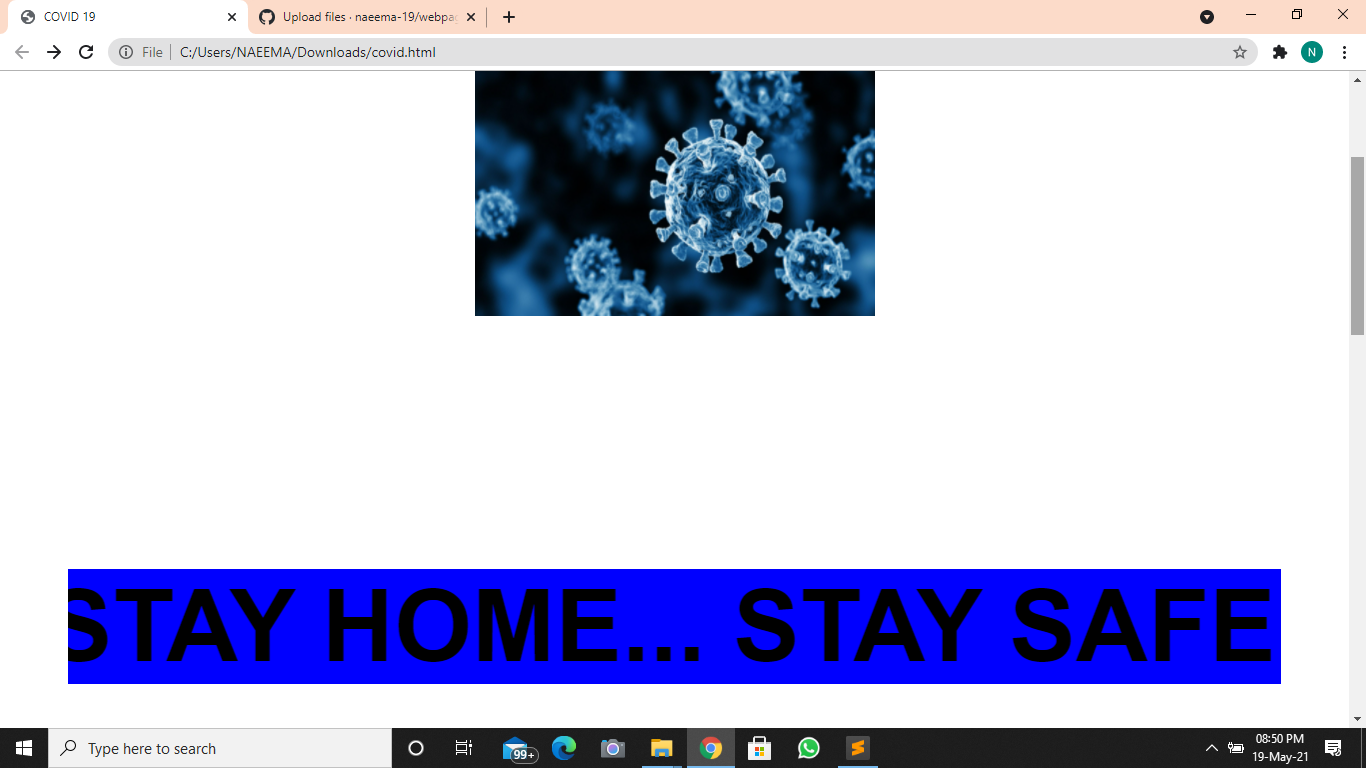 COVID 19
Upload files · naeema-19/webpa
File
C:/Users/NAEEMA/Downloads/covid.html
N
STAY HOME... STAY SAFE
Type here to search
99+
08:50 PM
19-May-21